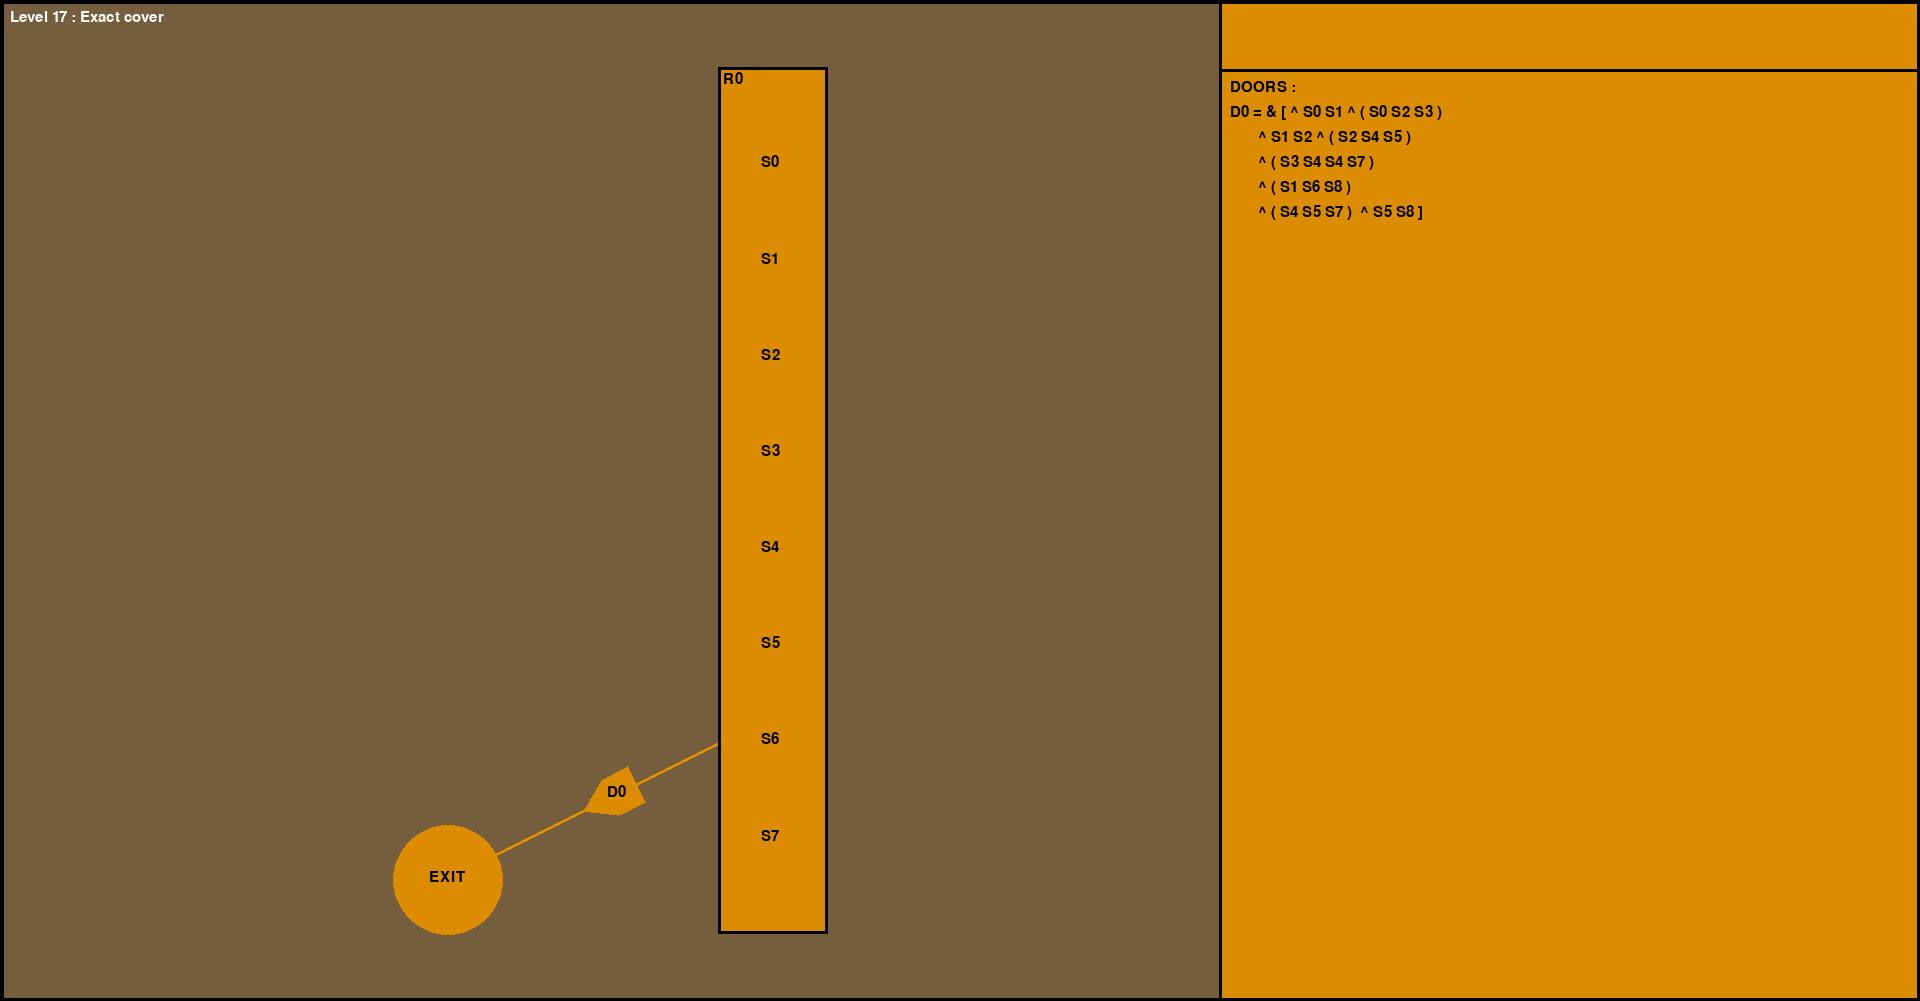 Level 17 : Exact cover
R0
S0
S1
S2
S3
S4
S5
S6
S7
D0
EXIT
DOORS :
D0 = & [ ^ S0 S1 ^ ( S0 S2 S3 )
^ S1 S2 ^ ( S2 S4 S5 )
^ ( S3 S4 S4 S7 )
^ ( S1 S6 S8 )
^ ( S4 S5 S7 ) ^ S5 S8 ]